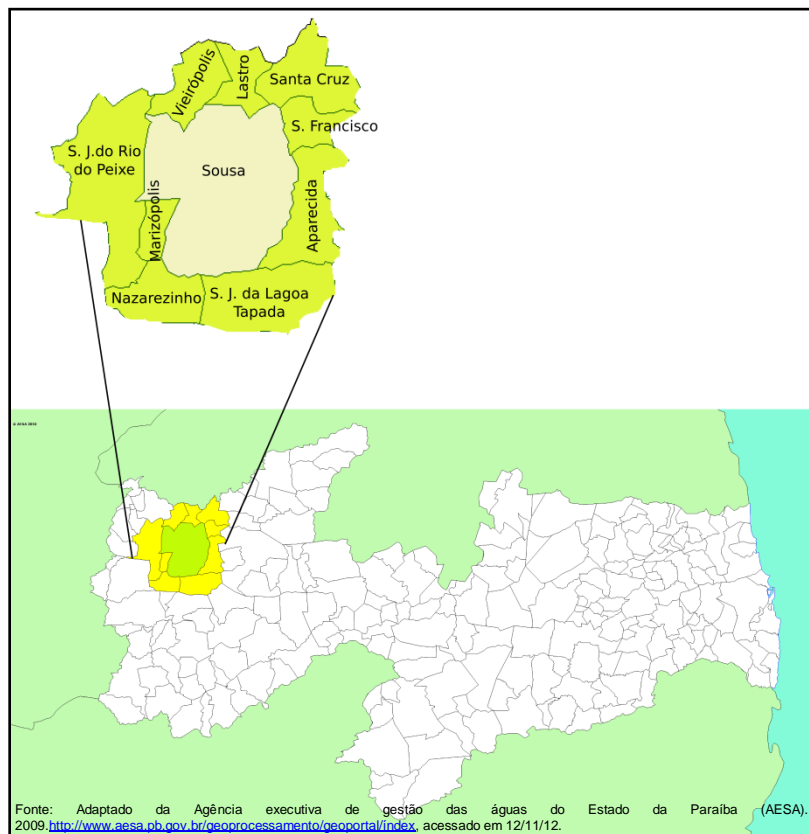 Vieirópolis
Lastro
Santa Cruz
S. Francisco
S. J.do Rio
do Peixe
Sousa
Marizópolis
Aparecida
Nazarezinho
S. J. da Lagoa
Tapada
© AESA 2010
Fonte: Adaptado da Agência executiva de gestão das águas do Estado da Paraíba (AESA).
2009.http://www.aesa.pb.gov.br/geoprocessamento/geoportal/index, acessado em 12/11/12.